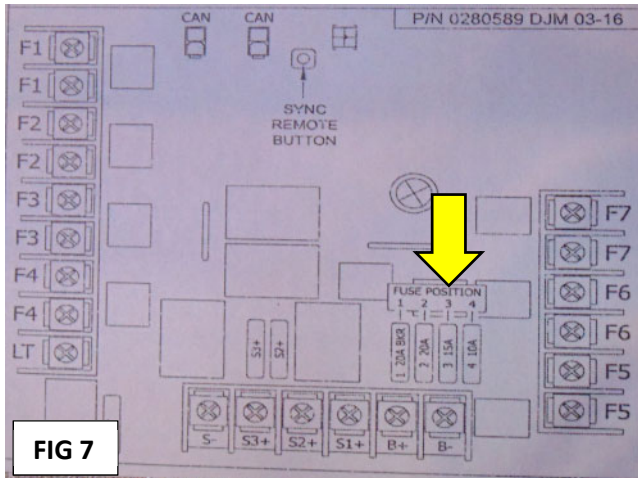 CAN
CAN
P/N 0280589 DJM 03-16
SYNC
REMOTE
BUTTON
F1
F1
F2
F2
F3
F3
F4
F4
LT
F7
F7
F6
F6
F5
F5
FUSE POSITION
1 2 3 4
1 20A BKR
2 20A
3 15A
4 10A
S3+
S2+
S- S3+ S2+ S1+ B+ B-
FIG 7